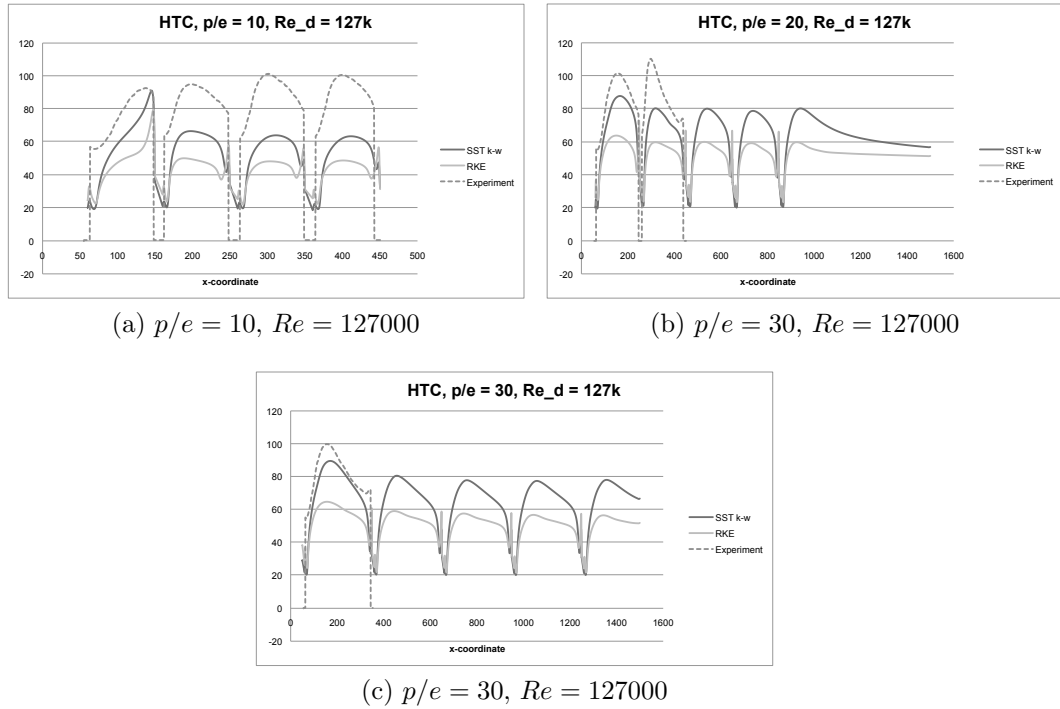 HTC, p/e = 10, Re_d = 127k
120
100
80
60
40
20
0
-20
0 50 100 150 200 250 300 350 400 450 500
x-coordinate
SST k-w
RKE
Experiment
(a) p/e = 10, Re = 127000
HTC, p/e = 20, Re_d = 127k
120
100
80
60
40
20
0
-20
0 200 400 600 800 1000 1200 1400 1600
x-coordinate
SST k-w
RKE
Experiment
(b) p/e = 30, Re = 127000
HTC, p/e = 30, Re_d = 127k
120
100
80
60
40
20
0
-20
0 200 400 600 800 1000 1200 1400 1600
x-coordinate
SST k-w
RKE
Experiment
(c) p/e = 30, Re = 127000